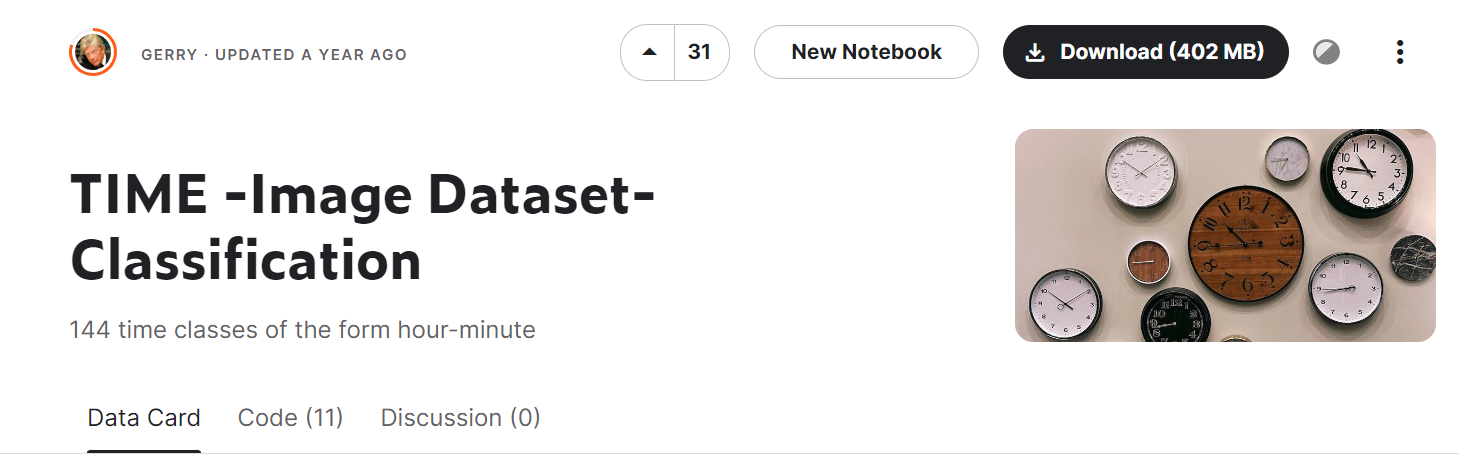 GERRY · UPDATED A YEAR AGO
31
New Notebook
Download (402 MB)
TIME -Image Dataset-
Classification
144 time classes of the form hour-minute
Data Card
Code (11)
Discussion (0)